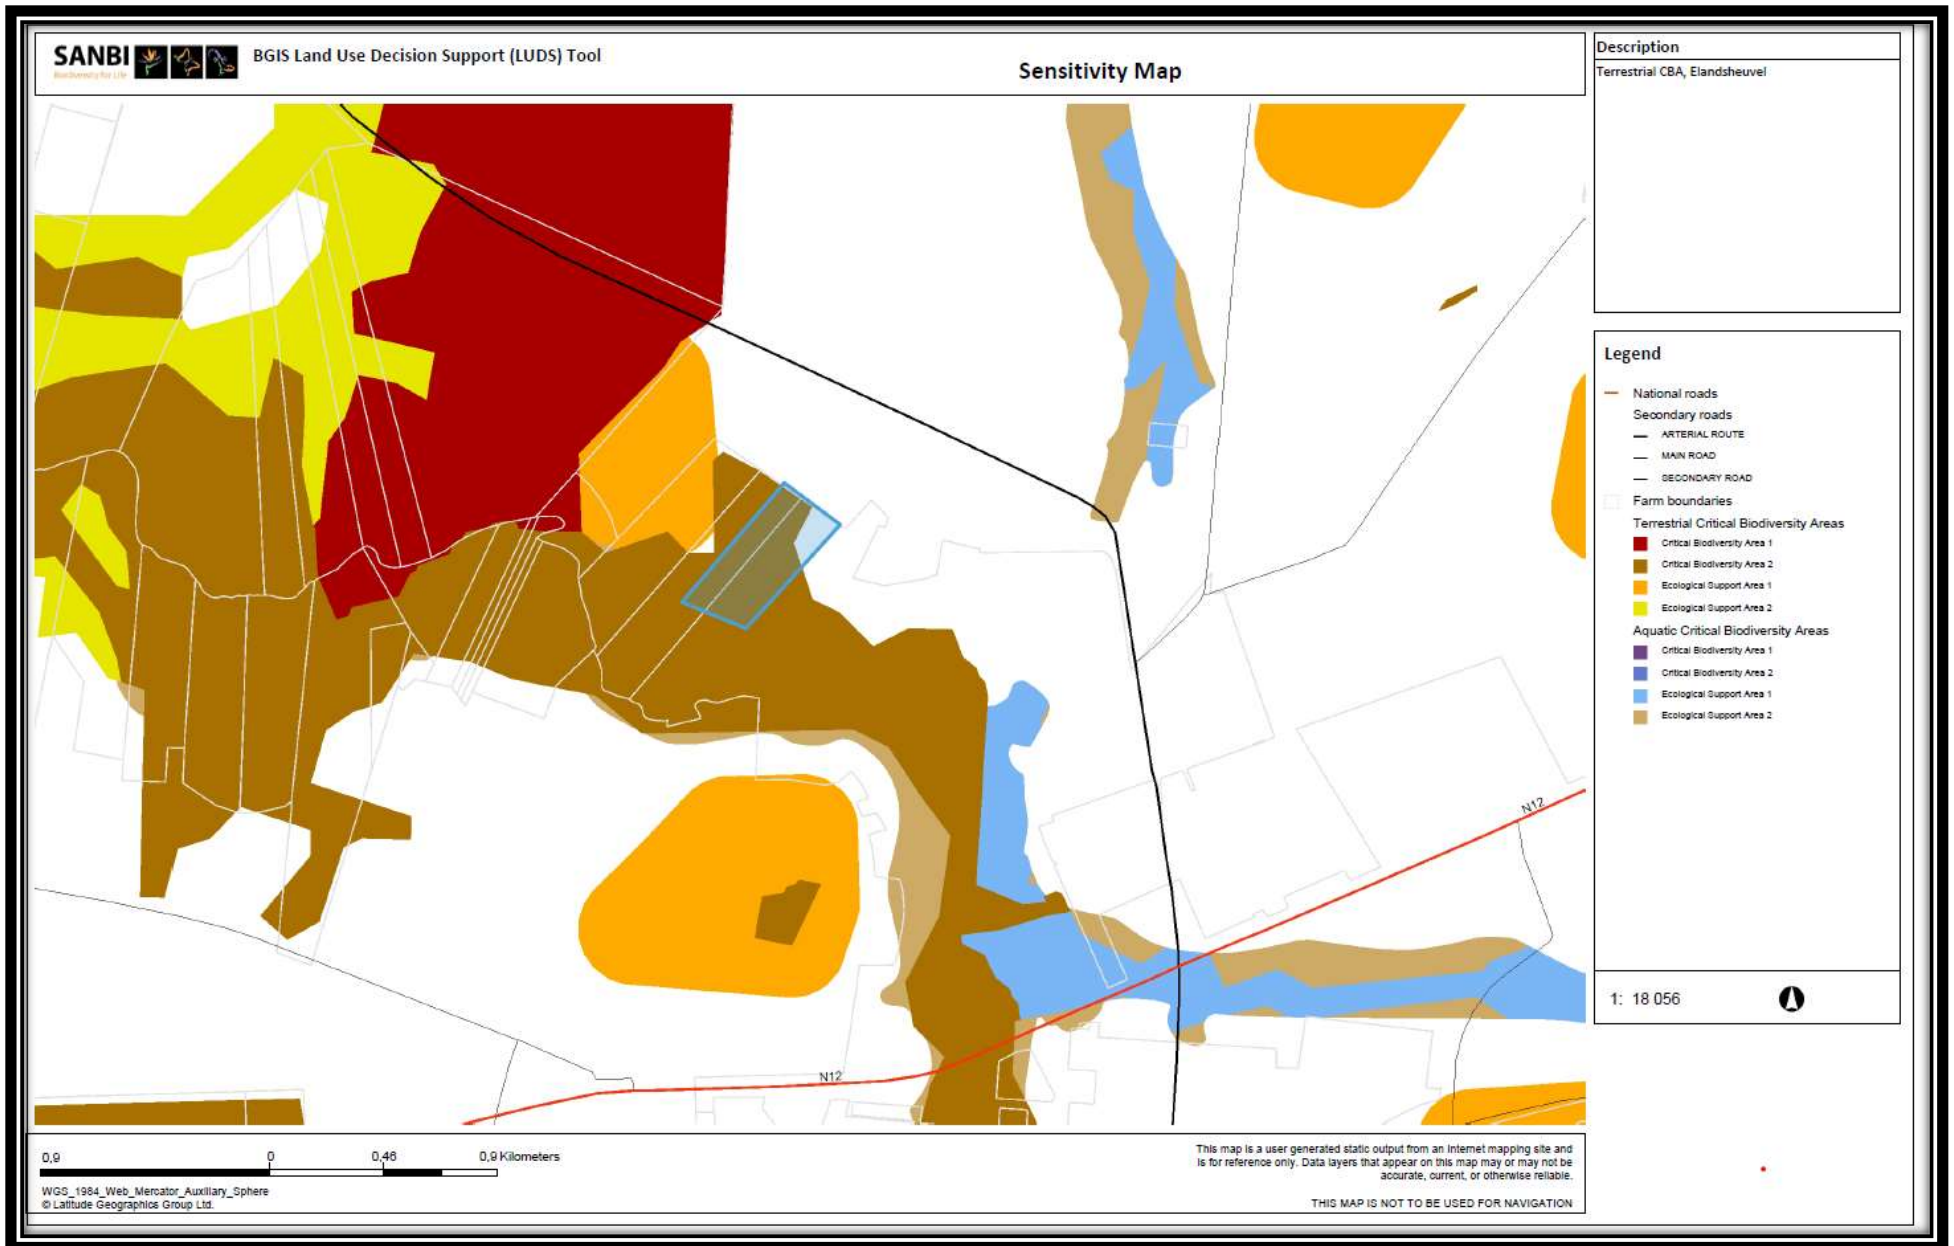 SANBI
Biodiversity for Life
BGIS Land Use Decision Support (LUDS) Tool
Sensitivity Map
Description
Terrestrial CBA, Elandsheuvel
Legend
National roads
Secondary roads
ARTERIAL ROUTE
MAIN ROAD
SECONDARY ROAD
Farm boundaries
Terrestrial Critical Biodiversity Areas
Critical Biodiversity Area 1
Critical Biodiversity Area 2
Ecological Support Area 1
Ecological Support Area 2
Aquatic Critical Biodiversity Areas
Critical Biodiversity Area 1
Critical Biodiversity Area 2
Ecological Support Area 1
Ecological Support Area 2
N12
N12
1: 18 056
0,9 0 0,46 0,9 Kilometers
WGS_1984_Web_Mercator_Auxiliary_Sphere
© Latitude Geographics Group Ltd.
This map is a user generated static output from an Internet mapping site and
is for reference only. Data layers that appear on this map may or may not be
accurate, current, or otherwise reliable.
THIS MAP IS NOT TO BE USED FOR NAVIGATION